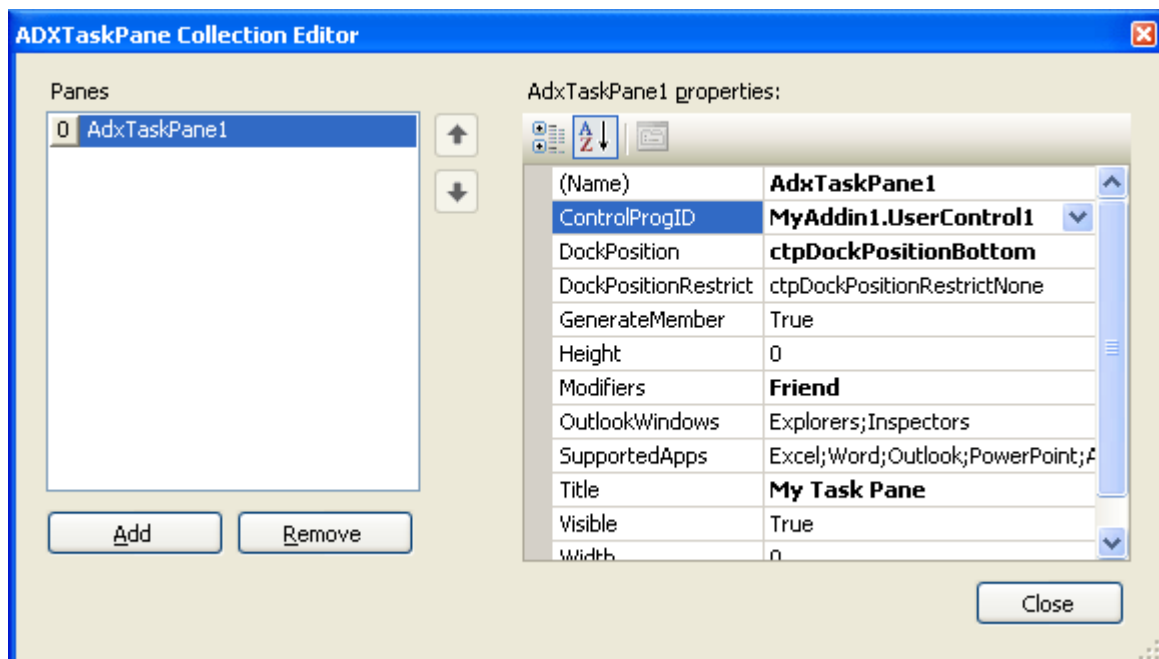 ADXTaskPane Collection Editor
Panes
AdxTaskPane1 properties:
0 AdxTaskPane1
(Name) AdxTaskPane1
ControlProgID MyAddin1.UserControl1
DockPosition ctpDockPositionBottom
DockPositionRestrict ctpDockPositionRestrictNone
GenerateMember True
Height 0
Modifiers Friend
OutlookWindows Explorers;Inspectors
SupportedApps Excel;Word;Outlook;PowerPoint;A
Title My Task Pane
Visible True
Width 0
Add Remove
Close